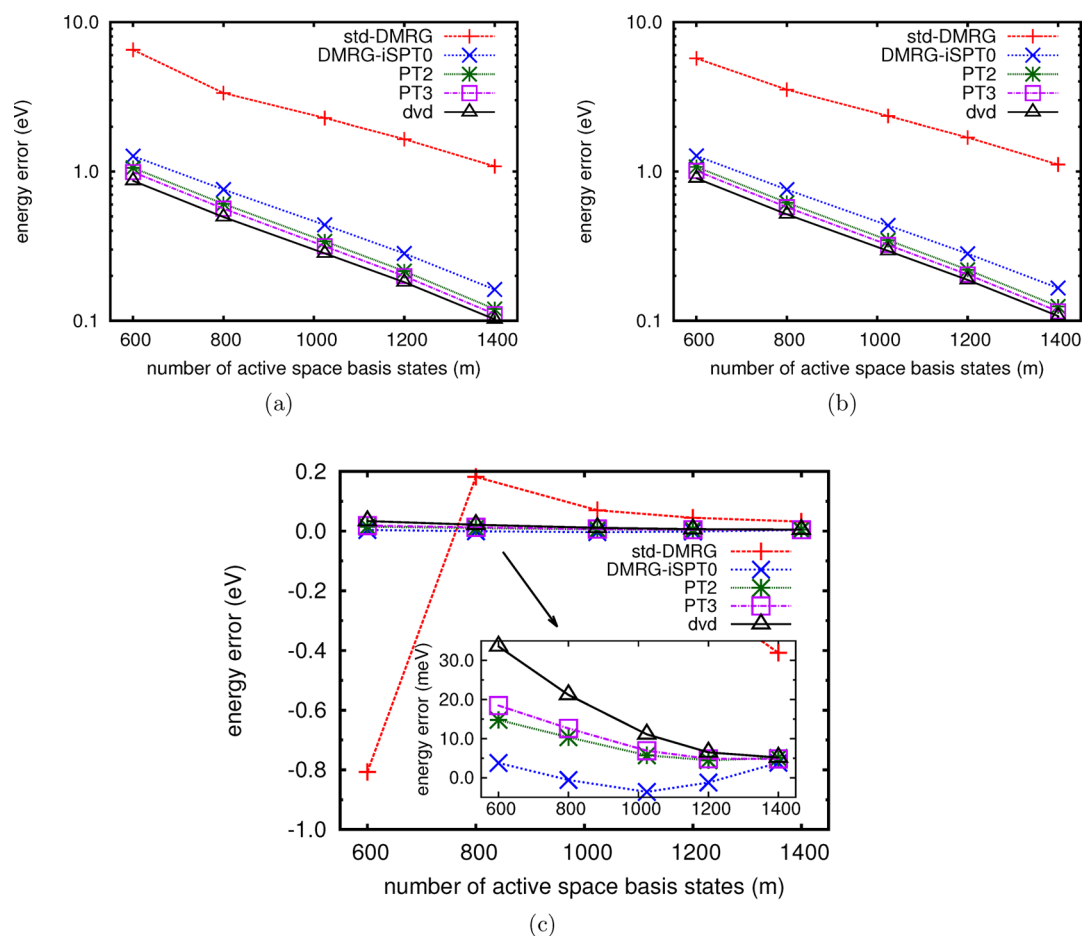 10.0
1.0
0.1
energy error (eV)
600 800 1000 1200 1400
number of active space basis states (m)
std-DMRG
DMRG-iSPT0
PT2
PT3
dvd
(a)
10.0
1.0
0.1
energy error (eV)
600 800 1000 1200 1400
number of active space basis states (m)
std-DMRG
DMRG-iSPT0
PT2
PT3
dvd
(b)
0.2
0.0
-0.2
-0.4
-0.6
-0.8
-1.0
energy error (eV)
600 800 1000 1200 1400
number of active space basis states (m)
std-DMRG
DMRG-iSPT0
PT2
PT3
dvd
30.0
20.0
10.0
0.0
energy error (meV)
600 800 1000 1200 1400
(c)